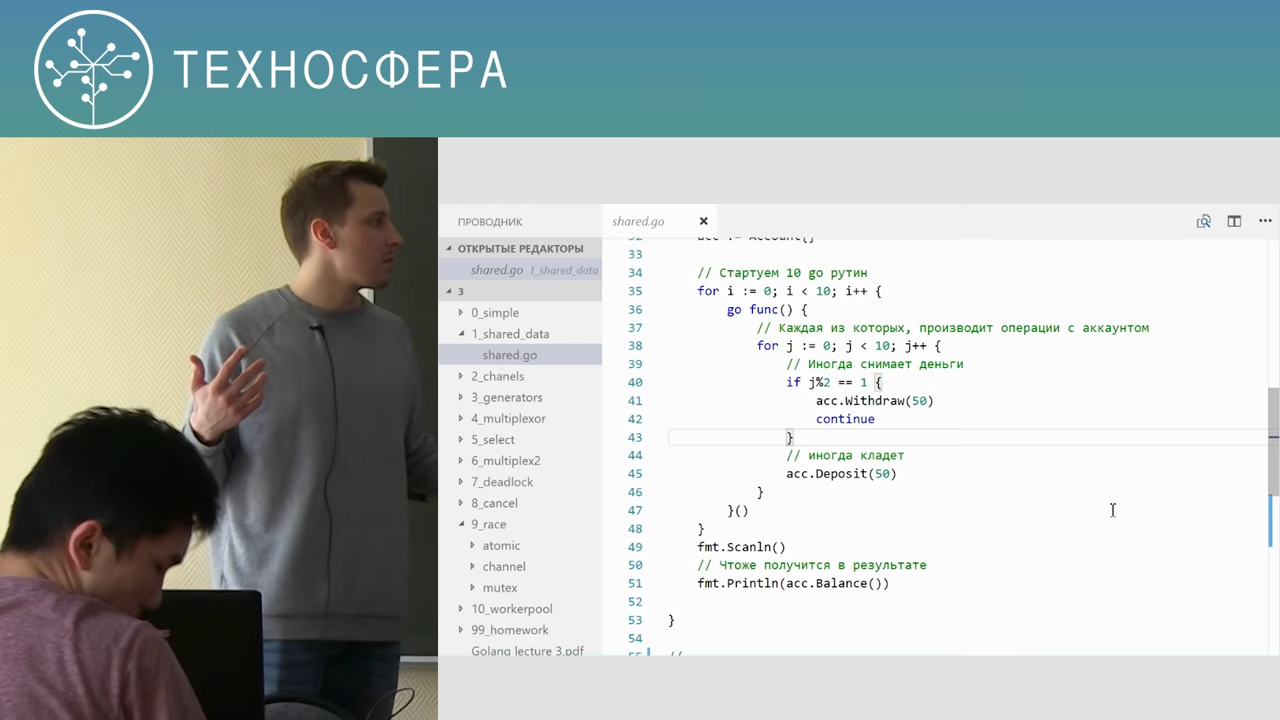 ТЕХНОСФЕРА
ПРОВОДНИК
ОТКРЫТЫЕ РЕДАКТОРЫ
shared.go 1_shared_data
3
0_simple
1_shared_data
shared.go
2_chanels
3_generators
4_multiplexor
5_select
6_multiplex2
7_deadlock
8_cancel
9_race
atomic
channel
mutex
10_workerpool
99_homework
Golang lecture 3.pdf
shared.go
32 acc := Account{}
33
34 // Стартуем 10 go рутин
35 for i := 0; i < 10; i++ {
36 go func() {
37 // Каждая из которых, производит операции с аккаунтом
38 for j := 0; j < 10; j++ {
39 // Иногда снимает деньги
40 if j%2 == 1 {
41 acc.Withdraw(50)
42 continue
43 }
44 // иногда кладет
45 acc.Deposit(50)
46 }
47 }()
48 }
49 fmt.Scanln()
50 // Чтоже получится в результате
51 fmt.Println(acc.Balance())
52
53 }
54
55 //